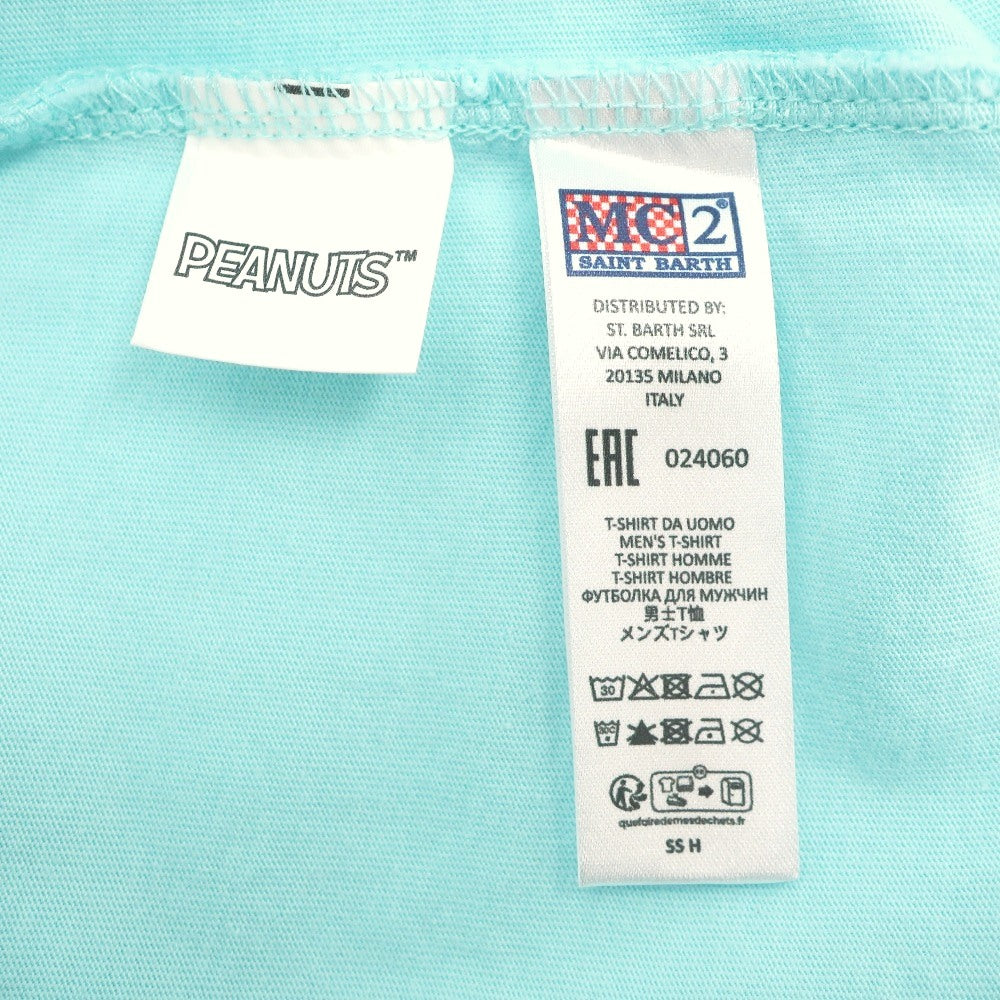 PEANUTS™
MC2®
SAINT BARTH
DISTRIBUTED BY:
ST. BARTH SRL
VIA COMELICO, 3
20135 MILANO
ITALY
EAC 024060
T-SHIRT DA UOMO
MEN'S T-SHIRT
T-SHIRT HOMME
T-SHIRT HOMBRE
ФУТБОЛКА ДЛЯ МУЖЧИН
男士T恤
メンズTシャツ
30
30C
FR
quefairedemesdechets.fr
SS H